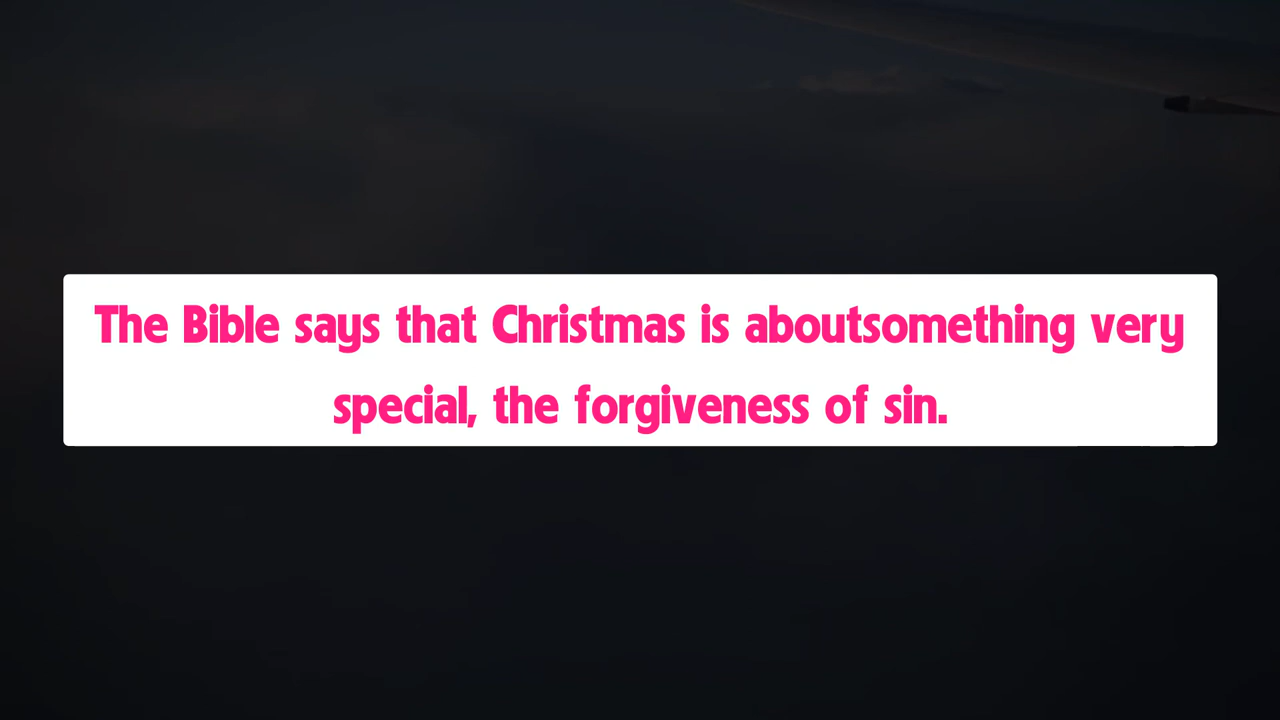 The Bible says that Christmas is aboutsomething very
special, the forgiveness of sin.